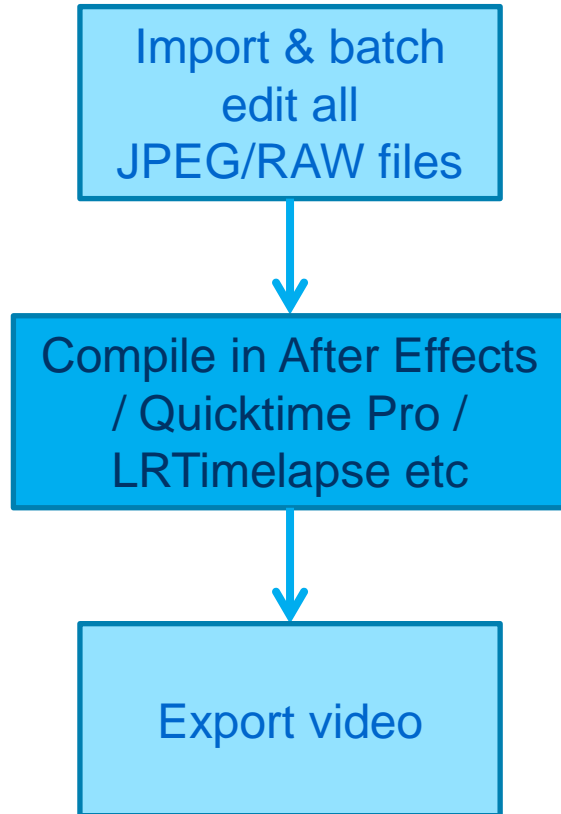 Import & batch
edit all
JPEG/RAW files
Compile in After Effects
/ Quicktime Pro /
LRTimelapse etc
Export video